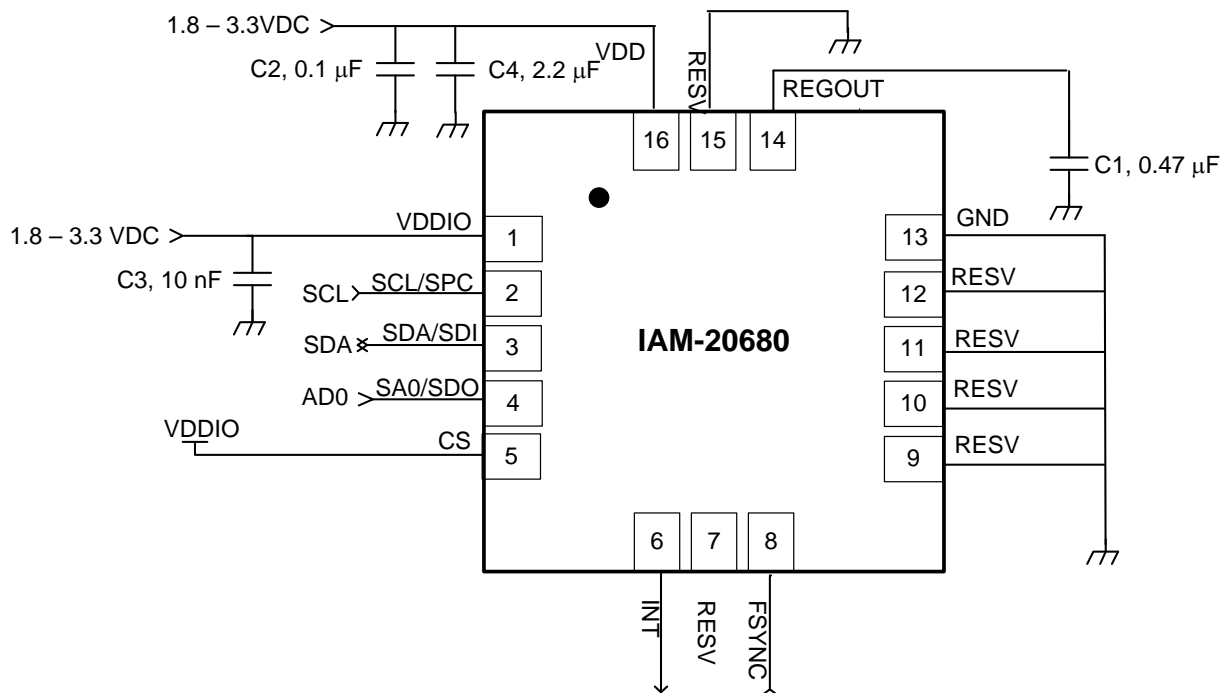 1.8 – 3.3VDC
C2, 0.1 μF
C4, 2.2 μF
VDD
RESV
REGOUT
C1, 0.47 μF
16
15
14
1.8 – 3.3 VDC
C3, 10 nF
VDDIO
1
SCL
SCL/SPC
2
SDA
SDA/SDI
3
AD0
SA0/SDO
4
VDDIO
CS
5
IAM-20680
13
GND
12
RESV
11
RESV
10
RESV
9
RESV
6
7
8
INT
RESV
FSYNC